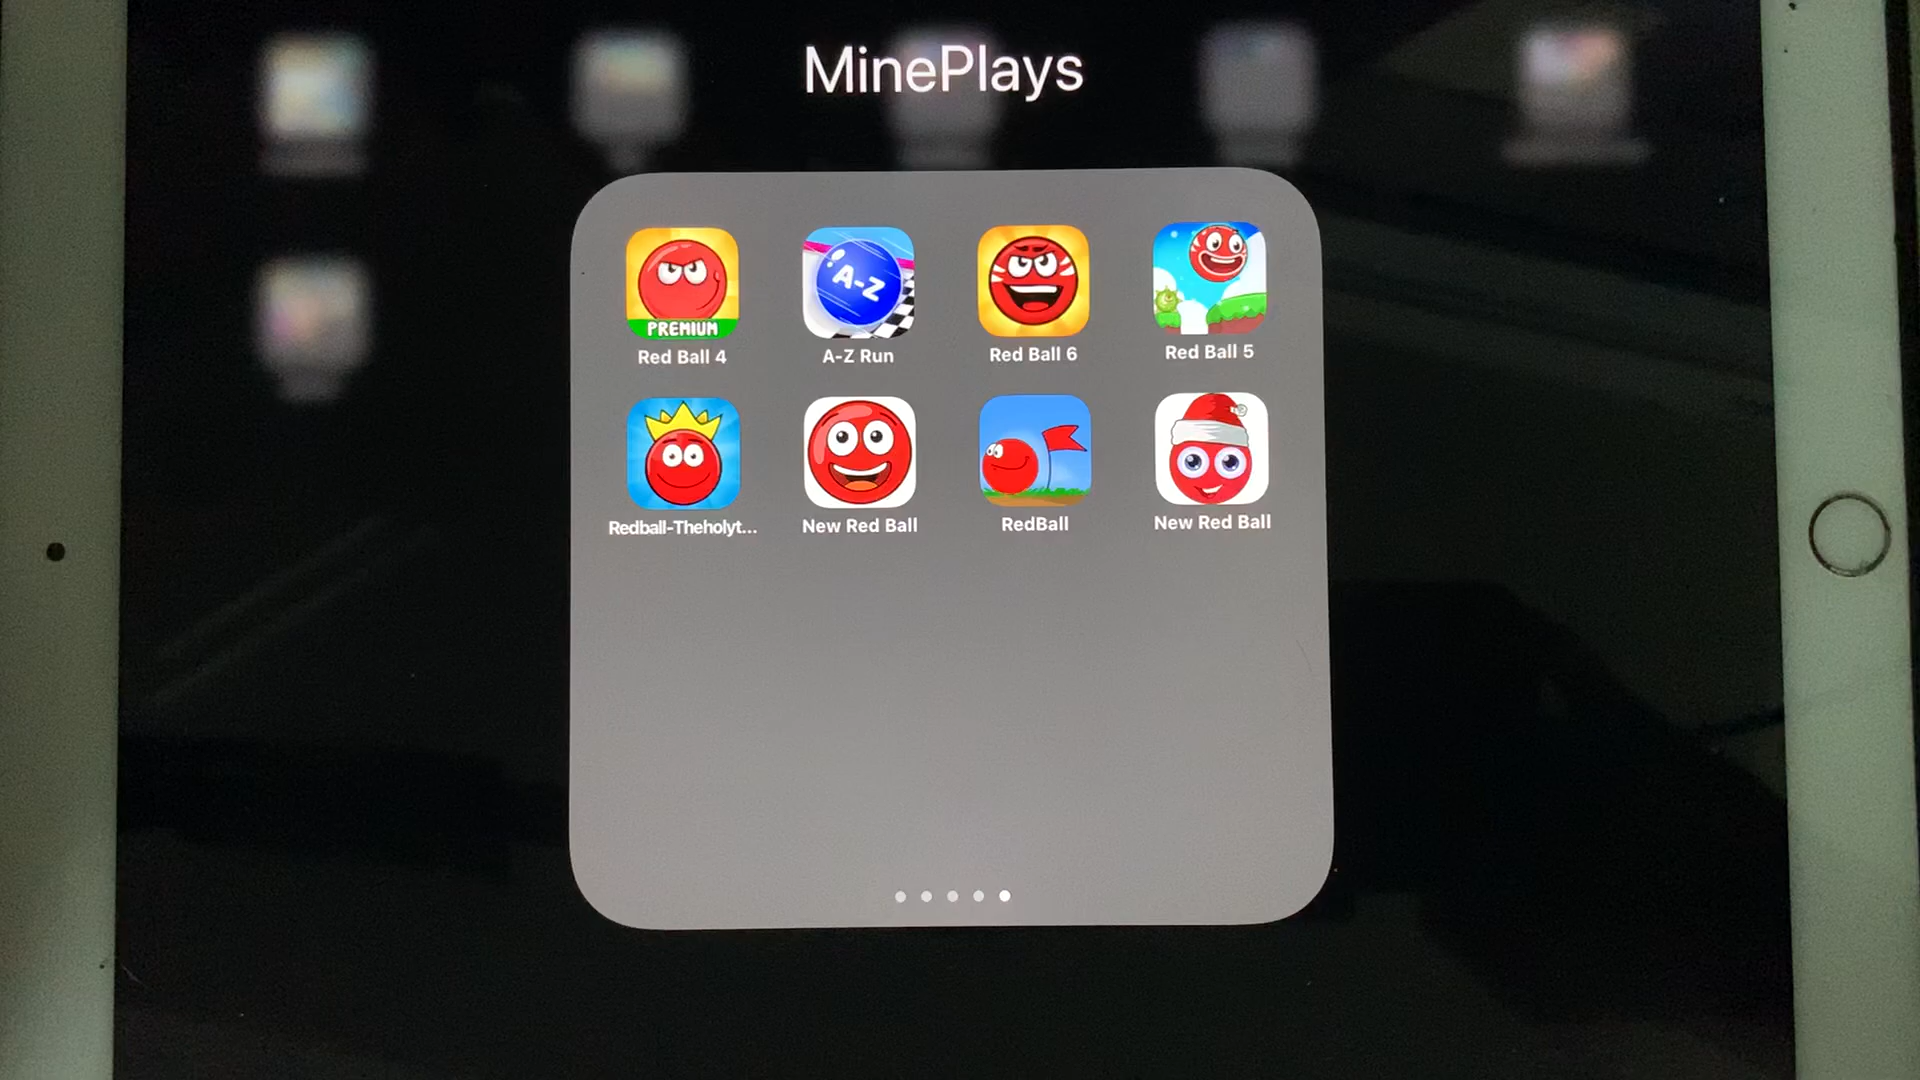 MinePlays
PREMIUM
A-Z
Red Ball 4
A-Z Run
Red Ball 6
Red Ball 5
Redball-Theholyt...
New Red Ball
RedBall
New Red Ball